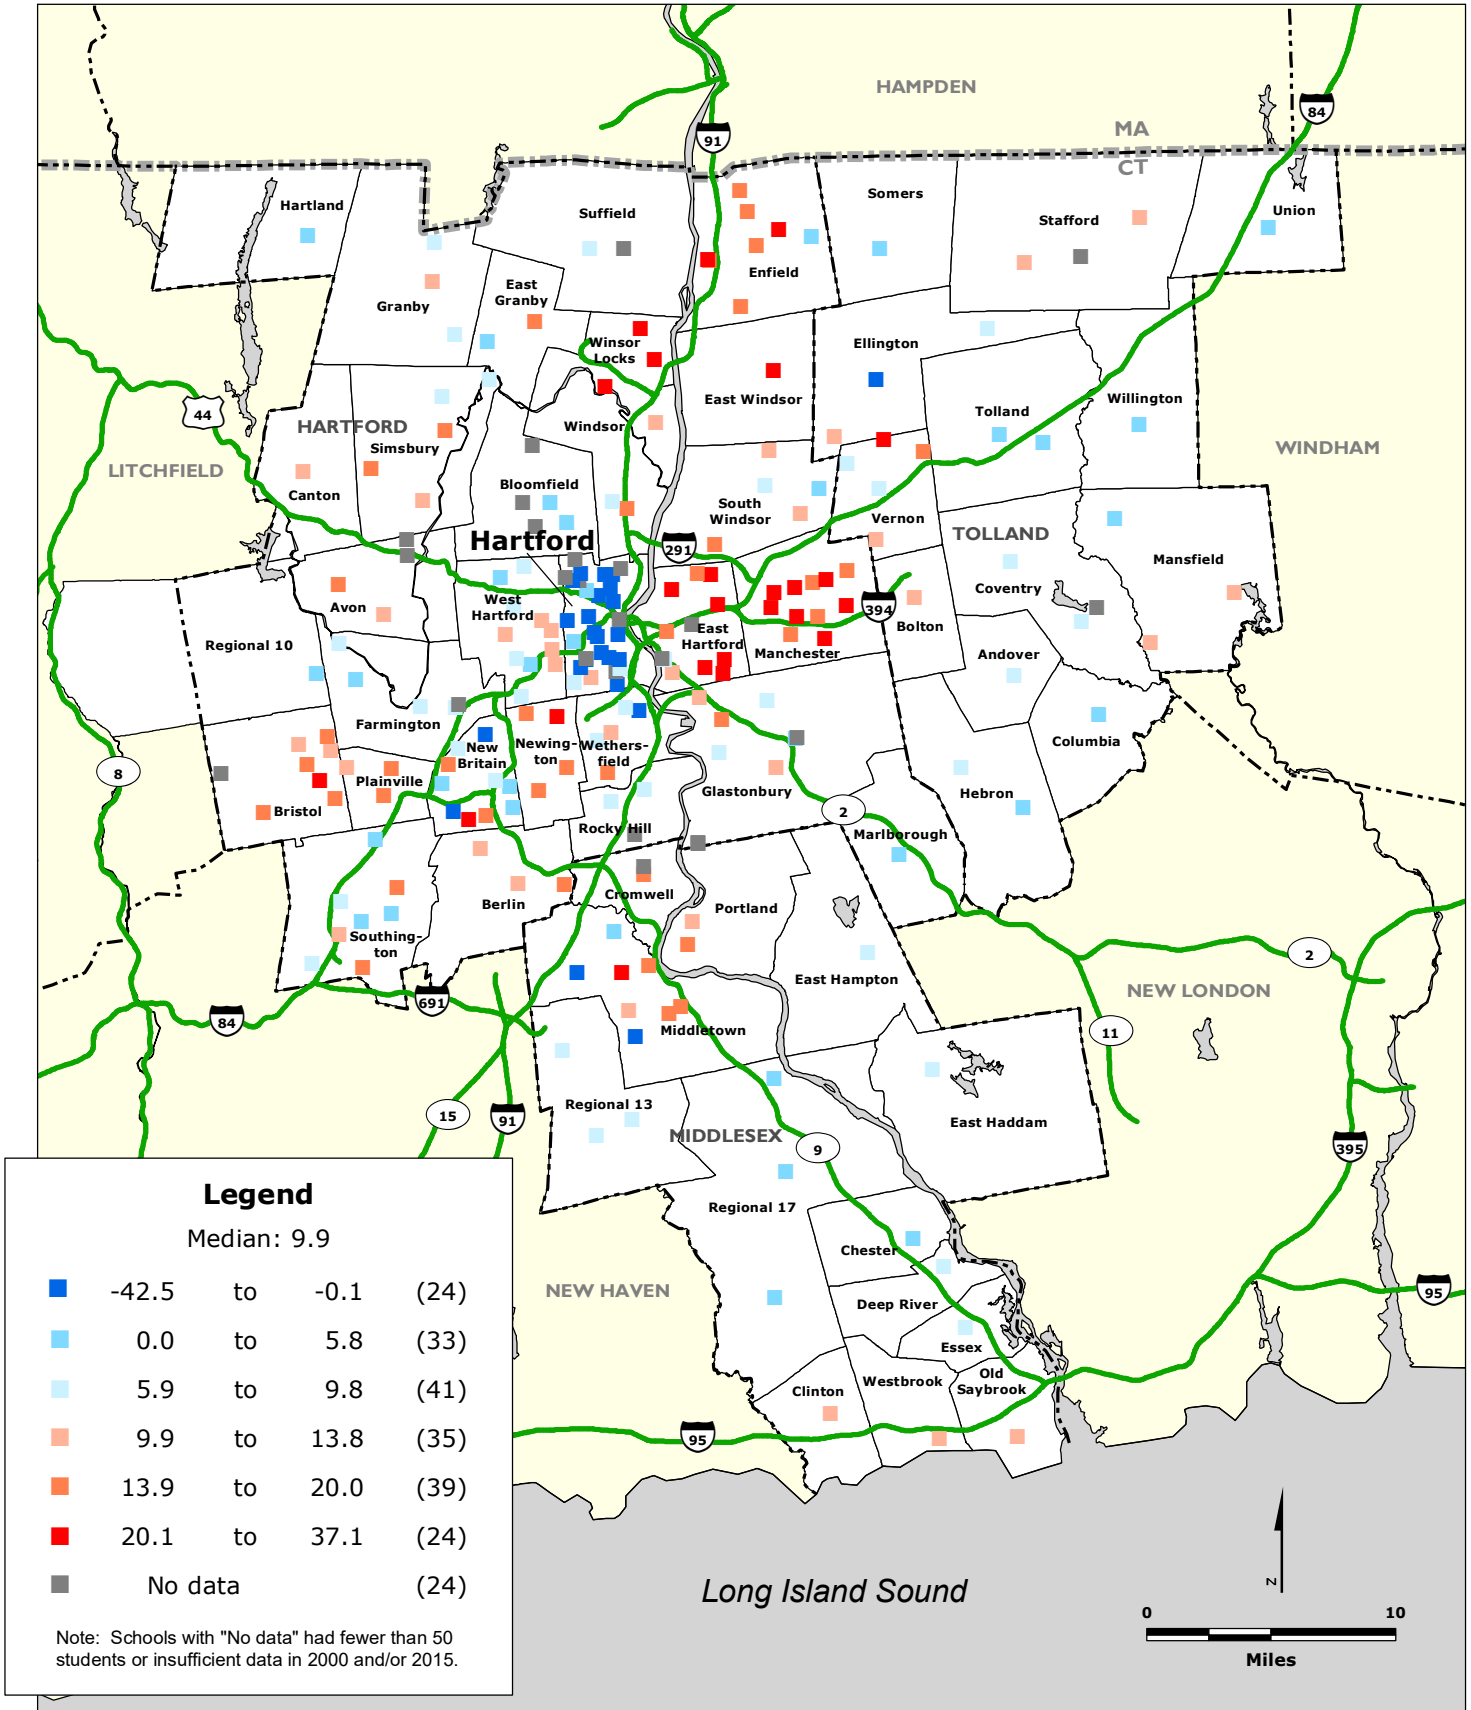 HAMPDEN
84
MA
91
CT
Somers
Hartland
Suffield
Stafford
Union
Enfield
East
Granby
Granby
Winsor
Locks
Ellington
East Windsor
Willington
44
Tolland
HARTFORD
Windsor
Simsbury
WINDHAM
LITCHFIELD
Bloomfield
Canton
South
Windsor
Vernon
Hartford
TOLLAND
291
Mansfield
Coventry
West
Hartford
Avon
394
Bolton
East
Hartford
Regional 10
Manchester
Andover
Farmington
Columbia
New
Britain
Newing-
ton
Wethers-
field
8
Plainville
Glastonbury
Hebron
Bristol
2
Rocky Hill
Marlborough
Cromwell
Berlin
Portland
Southing-
ton
2
East Hampton
NEW LONDON
691
84
Middletown
11
Regional 13
15
91
East Haddam
MIDDLESEX
9
395
Regional 17
Chester
NEW HAVEN
95
Deep River
Essex
Old
Saybrook
Westbrook
Clinton
95
Legend
Median: 9.9
-42.5 to -0.1 (24)
0.0 to 5.8 (33)
5.9 to 9.8 (41)
9.9 to 13.8 (35)
13.9 to 20.0 (39)
20.1 to 37.1 (24)
No data (24)
Note: Schools with "No data" had fewer than 50
students or insufficient data in 2000 and/or 2015.
Long Island Sound
N
0 10
Miles